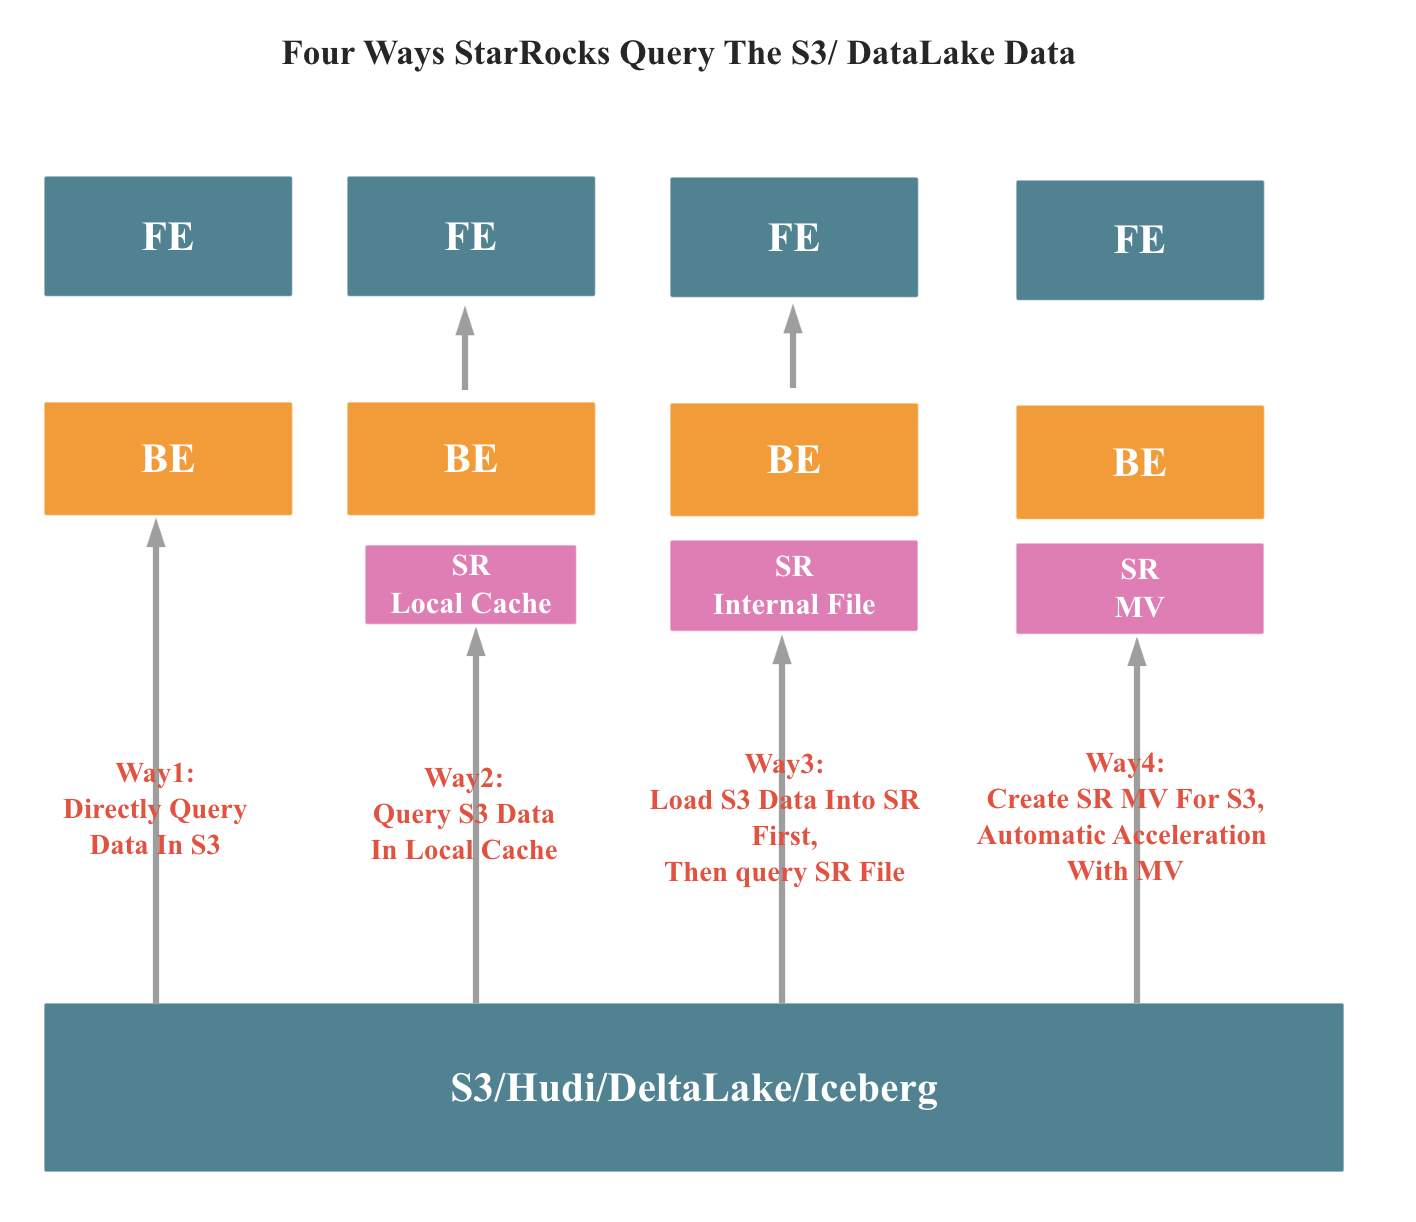 Four Ways StarRocks Query The S3/ DataLake Data
FE
FE
FE
FE
BE
BE
BE
BE
SR
Local Cache
SR
Internal File
SR
MV
Way1:
Directly Query
Data In S3
Way2:
Query S3 Data
In Local Cache
Way3:
Load S3 Data Into SR
First,
Then query SR File
Way4:
Create SR MV For S3,
Automatic Acceleration
With MV
S3/Hudi/DeltaLake/Iceberg